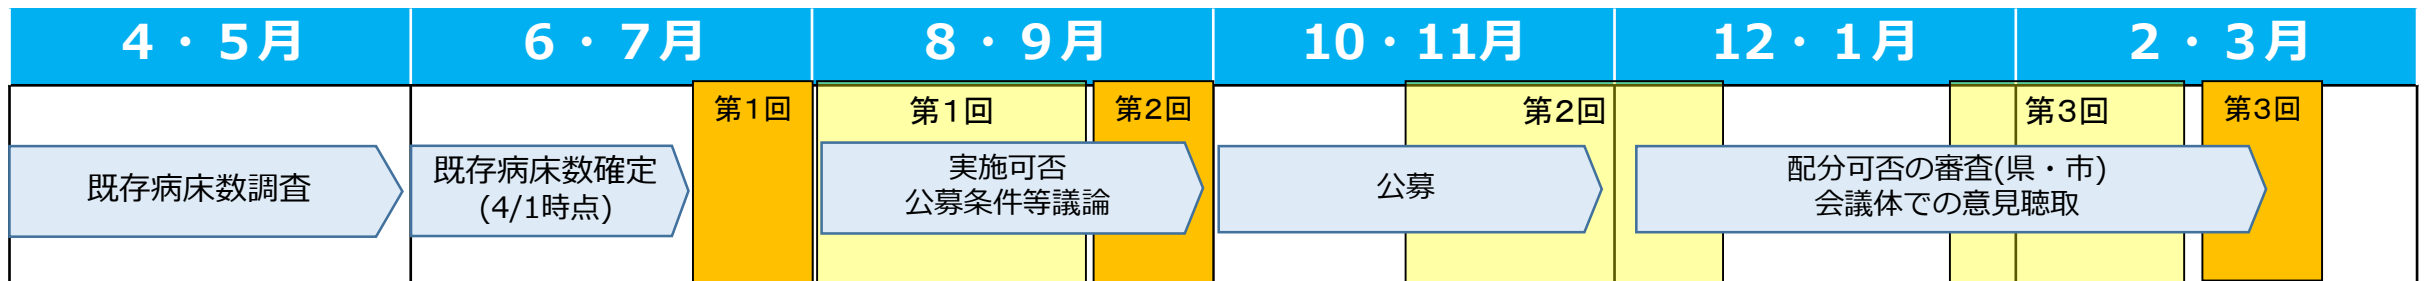 ４・５月
６・７月
８・９月
10・11月
12・１月
２・３月
第1回
第1回
第2回
第2回
第3回
第3回
既存病床数調査
既存病床数確定
(4/1時点)
実施可否
公募条件等議論
公募
配分可否の審査(県・市)
会議体での意見聴取